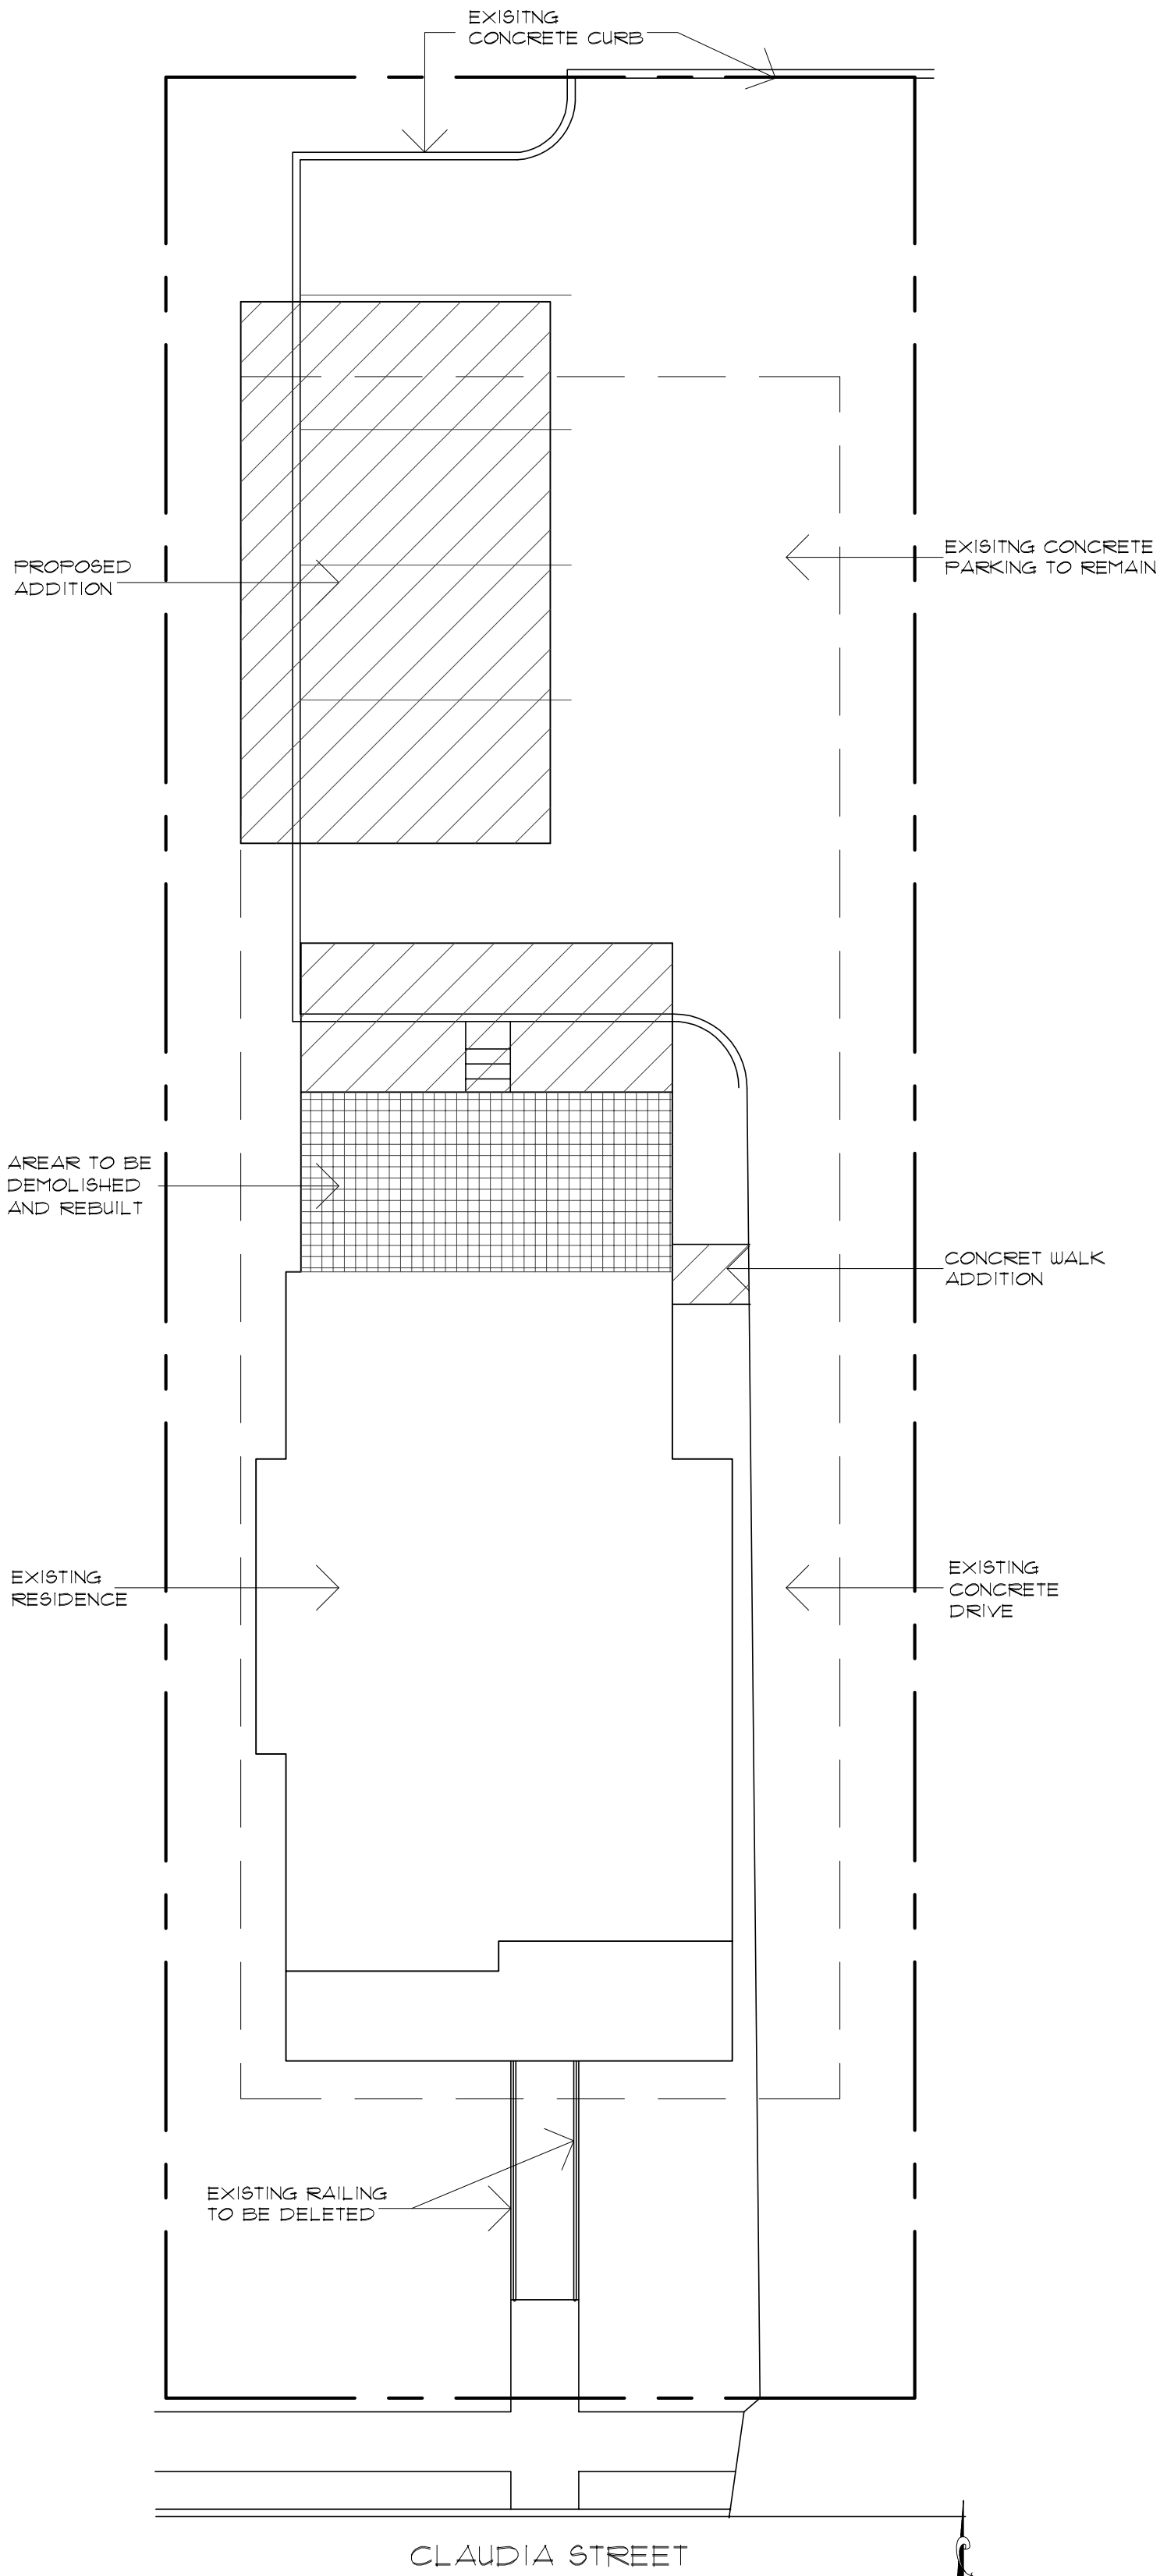 EXISITNG
CONCRETE CURB
PROPOSED
ADDITION
EXISITNG CONCRETE
PARKING TO REMAIN
AREAR TO BE
DEMOLISHED
AND REBUILT
CONCRET WALK
ADDITION
EXISTING
RESIDENCE
EXISTING
CONCRETE
DRIVE
EXISTING RAILING
TO BE DELETED
CLAUDIA STREET